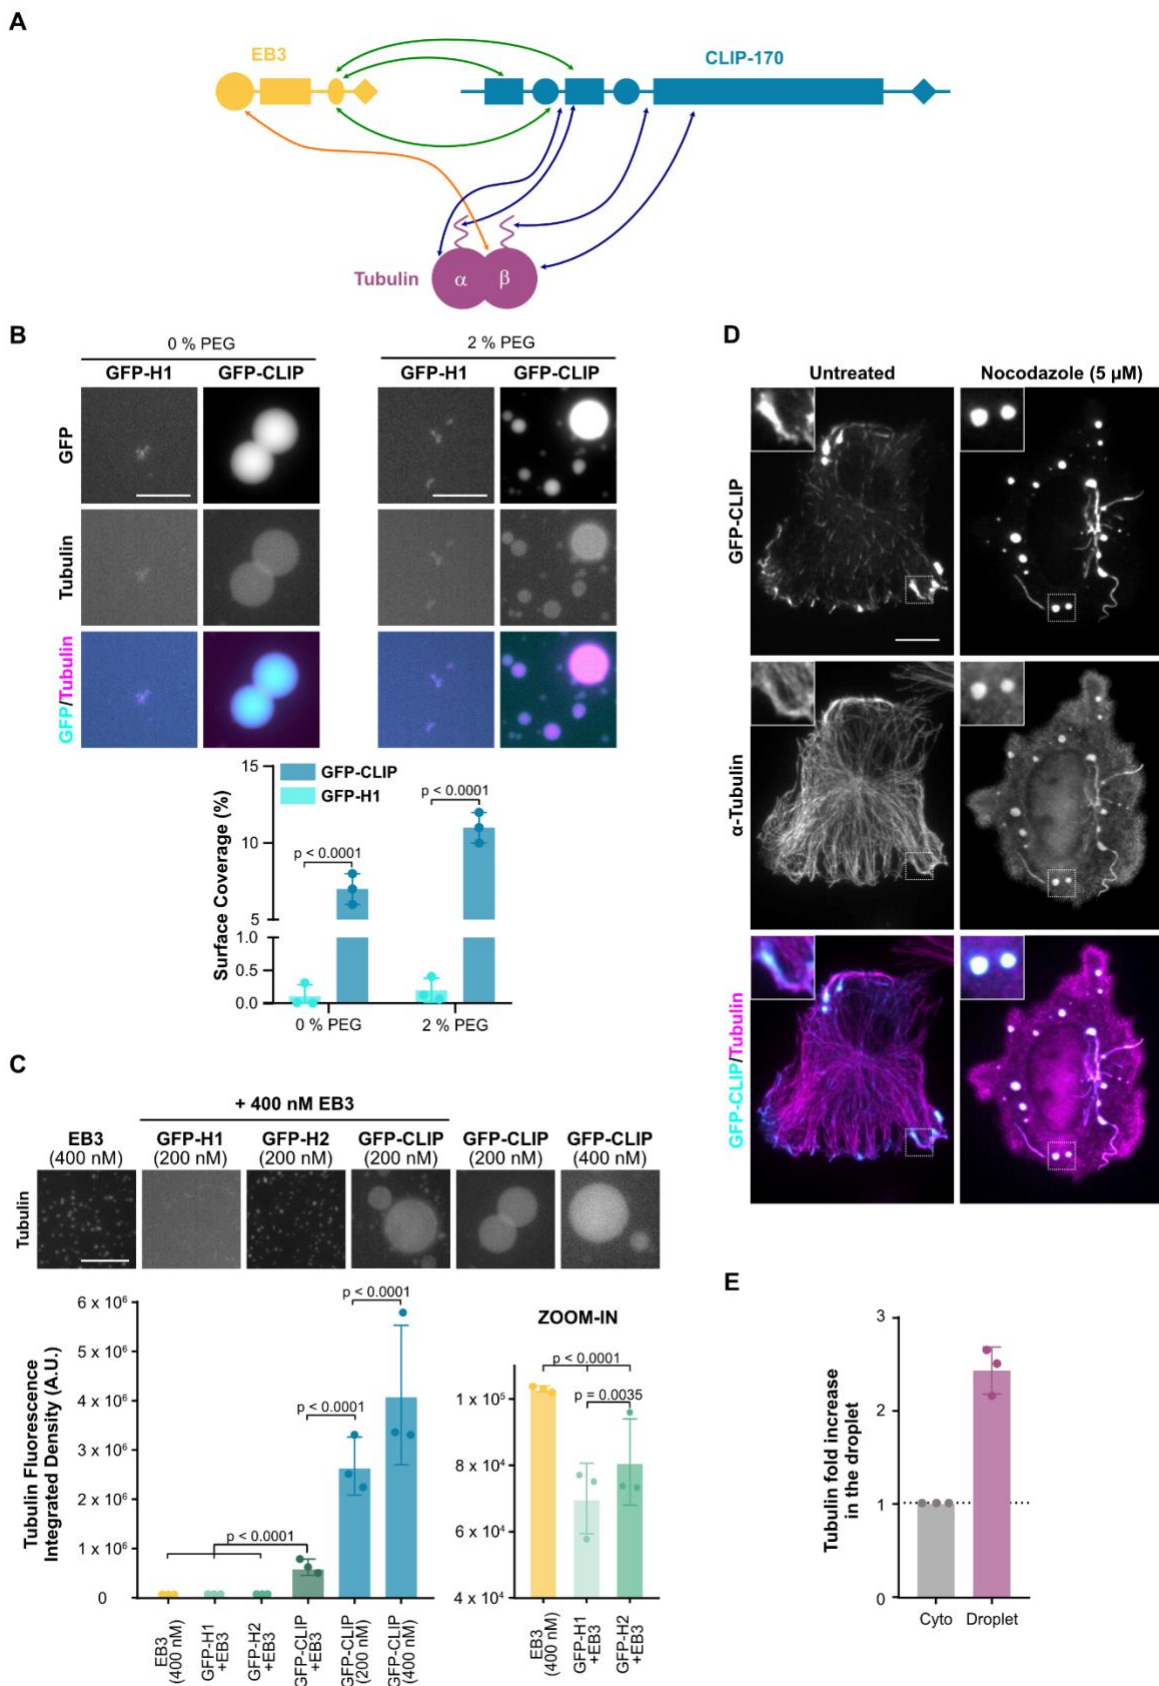 A
EB3
CLIP-170
Tubulin
α
β
B
0 % PEG
2 % PEG
GFP-H1
GFP-CLIP
GFP-H1
GFP-CLIP
GFP
Tubulin
GFP/Tubulin
GFP-CLIP
GFP-H1
Surface Coverage (%)
15
10
5
1.0
0.5
0.0
p < 0.0001
p < 0.0001
0 % PEG
2 % PEG
C
+ 400 nM EB3
EB3
(400 nM)
GFP-H1
(200 nM)
GFP-H2
(200 nM)
GFP-CLIP
(200 nM)
GFP-CLIP
(200 nM)
GFP-CLIP
(400 nM)
Tubulin
Tubulin Fluorescence
Integrated Density (A.U.)
6 x 10⁶
5 x 10⁶
4 x 10⁶
3 x 10⁶
2 x 10⁶
1 x 10⁶
0
p < 0.0001
p < 0.0001
p < 0.0001
EB3
(400 nM)
GFP-H1
+EB3
GFP-H2
+EB3
GFP-CLIP
+EB3
GFP-CLIP
(200 nM)
GFP-CLIP
(400 nM)
ZOOM-IN
1 x 10⁵
8 x 10⁴
6 x 10⁴
4 x 10⁴
p < 0.0001
p = 0.0035
EB3
(400 nM)
GFP-H1
+EB3
GFP-H2
+EB3
D
Untreated
Nocodazole (5 µM)
GFP-CLIP
α-Tubulin
GFP-CLIP/Tubulin
E
Tubulin fold increase
in the droplet
3
2
1
0
Cyto
Droplet